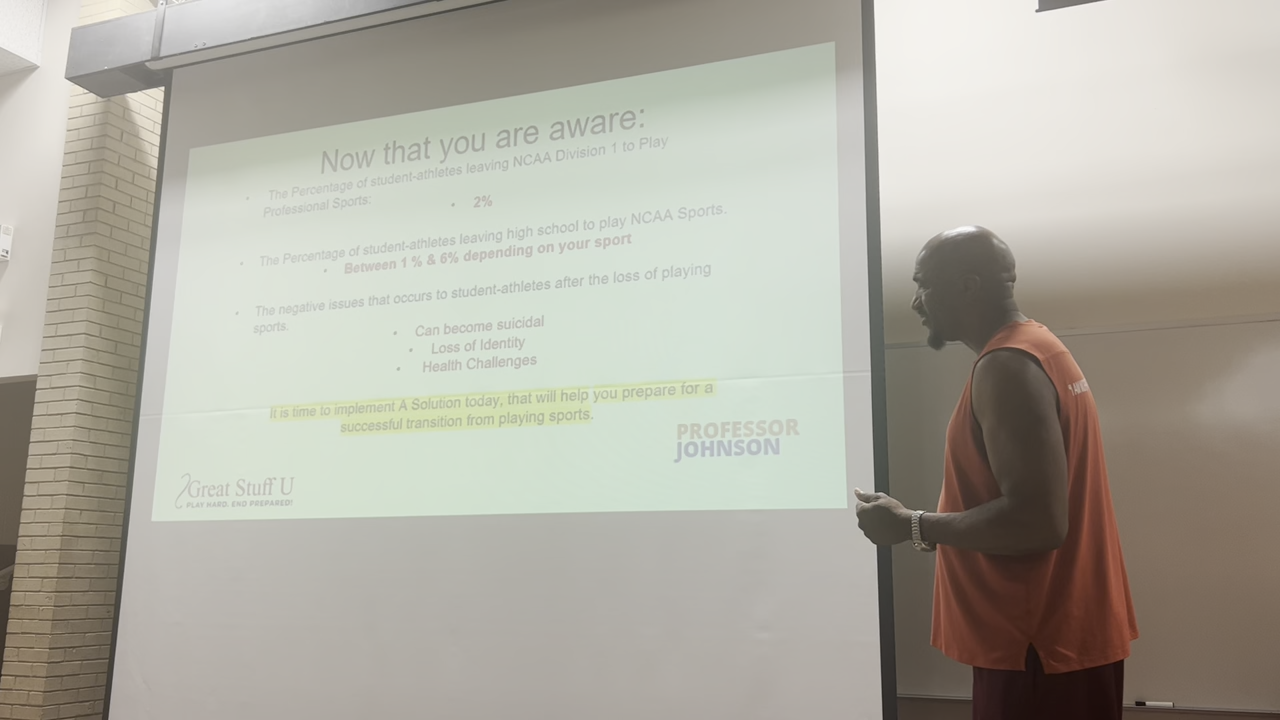 Now that you are aware:
• The Percentage of student-athletes leaving NCAA Division 1 to Play
Professional Sports:
• 2%
• The Percentage of student-athletes leaving high school to play NCAA Sports.
• Between 1 % & 6% depending on your sport
• The negative issues that occurs to student-athletes after the loss of playing
sports.
• Can become suicidal
• Loss of Identity
• Health Challenges
It is time to implement A Solution today, that will help you prepare for a
successful transition from playing sports.
PROFESSOR
JOHNSON
Great Stuff U
PLAY HARD. END PREPARED!